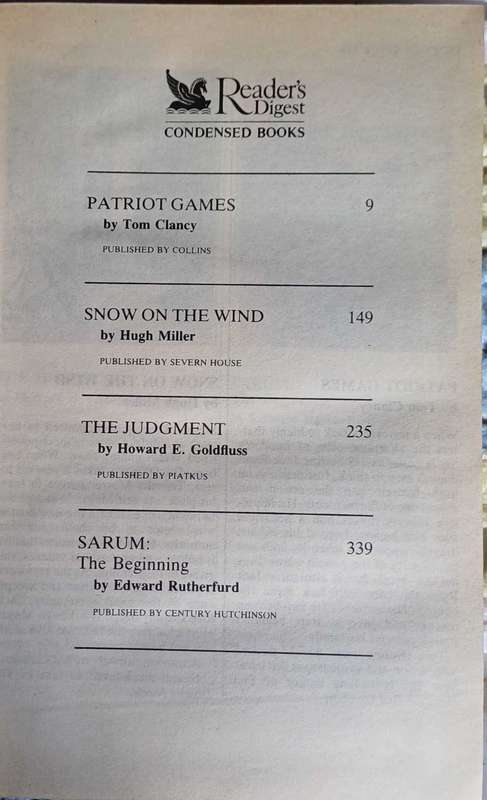 Reader's
Digest
CONDENSED BOOKS
PATRIOT GAMES 9
by Tom Clancy
PUBLISHED BY COLLINS
SNOW ON THE WIND 149
by Hugh Miller
PUBLISHED BY SEVERN HOUSE
THE JUDGMENT 235
by Howard E. Goldfluss
PUBLISHED BY PIATKUS
SARUM: 339
The Beginning
by Edward Rutherfurd
PUBLISHED BY CENTURY HUTCHINSON